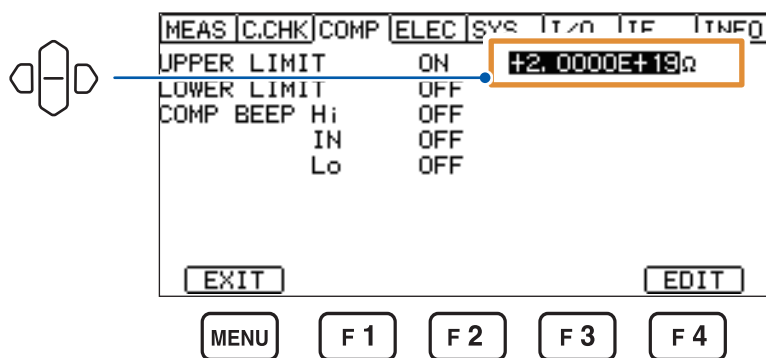 MEAS C.CHK COMP ELEC SYS I/O IF INFO
UPPER LIMIT ON +2.0000E+19Ω
LOWER LIMIT OFF
COMP BEEP Hi OFF
IN OFF
Lo OFF
EXIT EDIT
MENU F1 F2 F3 F4